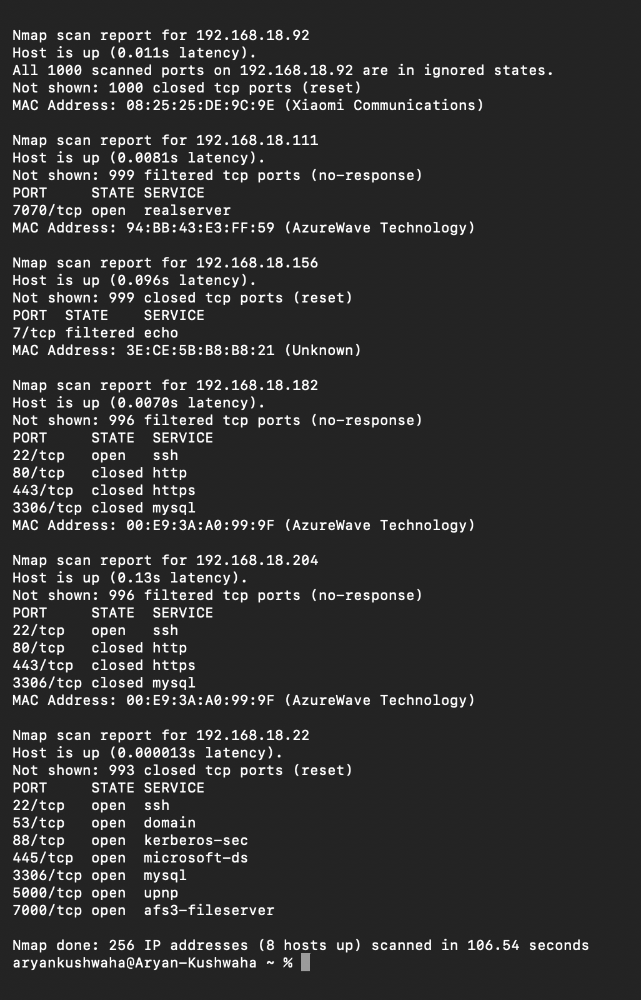 Nmap scan report for 192.168.18.92
Host is up (0.011s latency).
All 1000 scanned ports on 192.168.18.92 are in ignored states.
Not shown: 1000 closed tcp ports (reset)
MAC Address: 08:25:25:DE:9C:9E (Xiaomi Communications)

Nmap scan report for 192.168.18.111
Host is up (0.0081s latency).
Not shown: 999 filtered tcp ports (no-response)
PORT     STATE SERVICE
7070/tcp open  realserver
MAC Address: 94:BB:43:E3:FF:59 (AzureWave Technology)

Nmap scan report for 192.168.18.156
Host is up (0.096s latency).
Not shown: 999 closed tcp ports (reset)
PORT  STATE    SERVICE
7/tcp filtered echo
MAC Address: 3E:CE:5B:B8:B8:21 (Unknown)

Nmap scan report for 192.168.18.182
Host is up (0.0070s latency).
Not shown: 996 filtered tcp ports (no-response)
PORT     STATE  SERVICE
22/tcp   open   ssh
80/tcp   closed http
443/tcp  closed https
3306/tcp closed mysql
MAC Address: 00:E9:3A:A0:99:9F (AzureWave Technology)

Nmap scan report for 192.168.18.204
Host is up (0.13s latency).
Not shown: 996 filtered tcp ports (no-response)
PORT     STATE  SERVICE
22/tcp   open   ssh
80/tcp   closed http
443/tcp  closed https
3306/tcp closed mysql
MAC Address: 00:E9:3A:A0:99:9F (AzureWave Technology)

Nmap scan report for 192.168.18.22
Host is up (0.000013s latency).
Not shown: 993 closed tcp ports (reset)
PORT     STATE SERVICE
22/tcp   open  ssh
53/tcp   open  domain
88/tcp   open  kerberos-sec
445/tcp  open  microsoft-ds
3306/tcp open  mysql
5000/tcp open  upnp
7000/tcp open  afs3-fileserver

Nmap done: 256 IP addresses (8 hosts up) scanned in 106.54 seconds
aryankushwaha@Aryan-Kushwaha ~ %